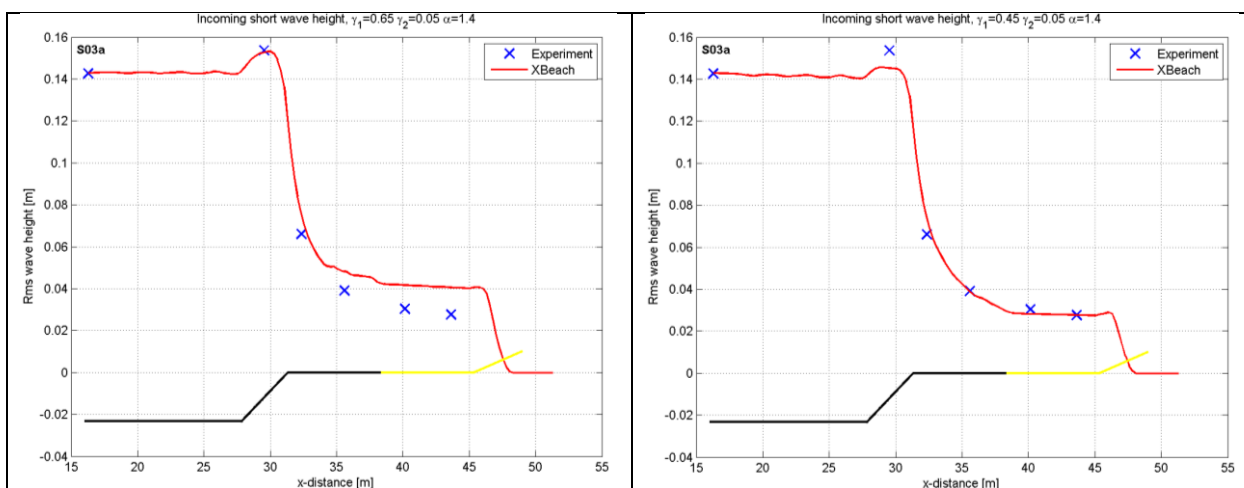 Incoming short wave height, γ₁=0.65 γ₂=0.05 α=1.4
S03a
Experiment
XBeach
Rms wave height [m]
0.16
0.14
0.12
0.1
0.08
0.06
0.04
0.02
0
-0.02
-0.04
15 20 25 30 35 40 45 50 55
x-distance [m]
Incoming short wave height, γ₁=0.45 γ₂=0.05 α=1.4
S03a
Experiment
XBeach
Rms wave height [m]
0.16
0.14
0.12
0.1
0.08
0.06
0.04
0.02
0
-0.02
-0.04
15 20 25 30 35 40 45 50 55
x-distance [m]